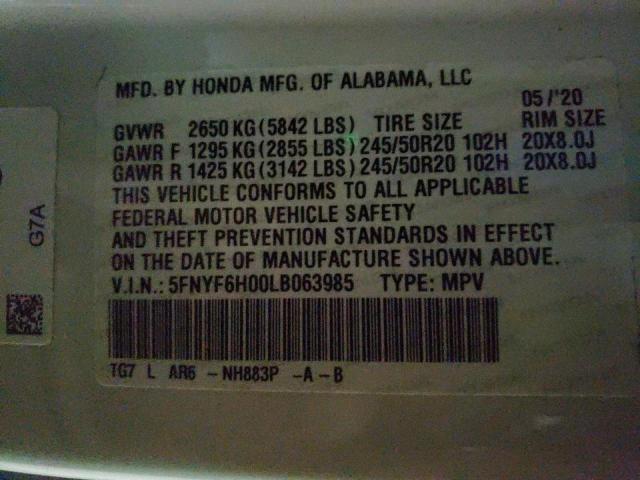 MFD. BY HONDA MFG. OF ALABAMA, LLC
05/'20
GVWR 2650 KG (5842 LBS) TIRE SIZE RIM SIZE
GAWR F 1295 KG (2855 LBS) 245/50R20 102H 20X8.0J
GAWR R 1425 KG (3142 LBS) 245/50R20 102H 20X8.0J
THIS VEHICLE CONFORMS TO ALL APPLICABLE
FEDERAL MOTOR VEHICLE SAFETY
AND THEFT PREVENTION STANDARDS IN EFFECT
ON THE DATE OF MANUFACTURE SHOWN ABOVE.
V.I.N.: 5FNYF6H00LB063985 TYPE: MPV
TG7 L AR6 - NH883P - A - B
G7A